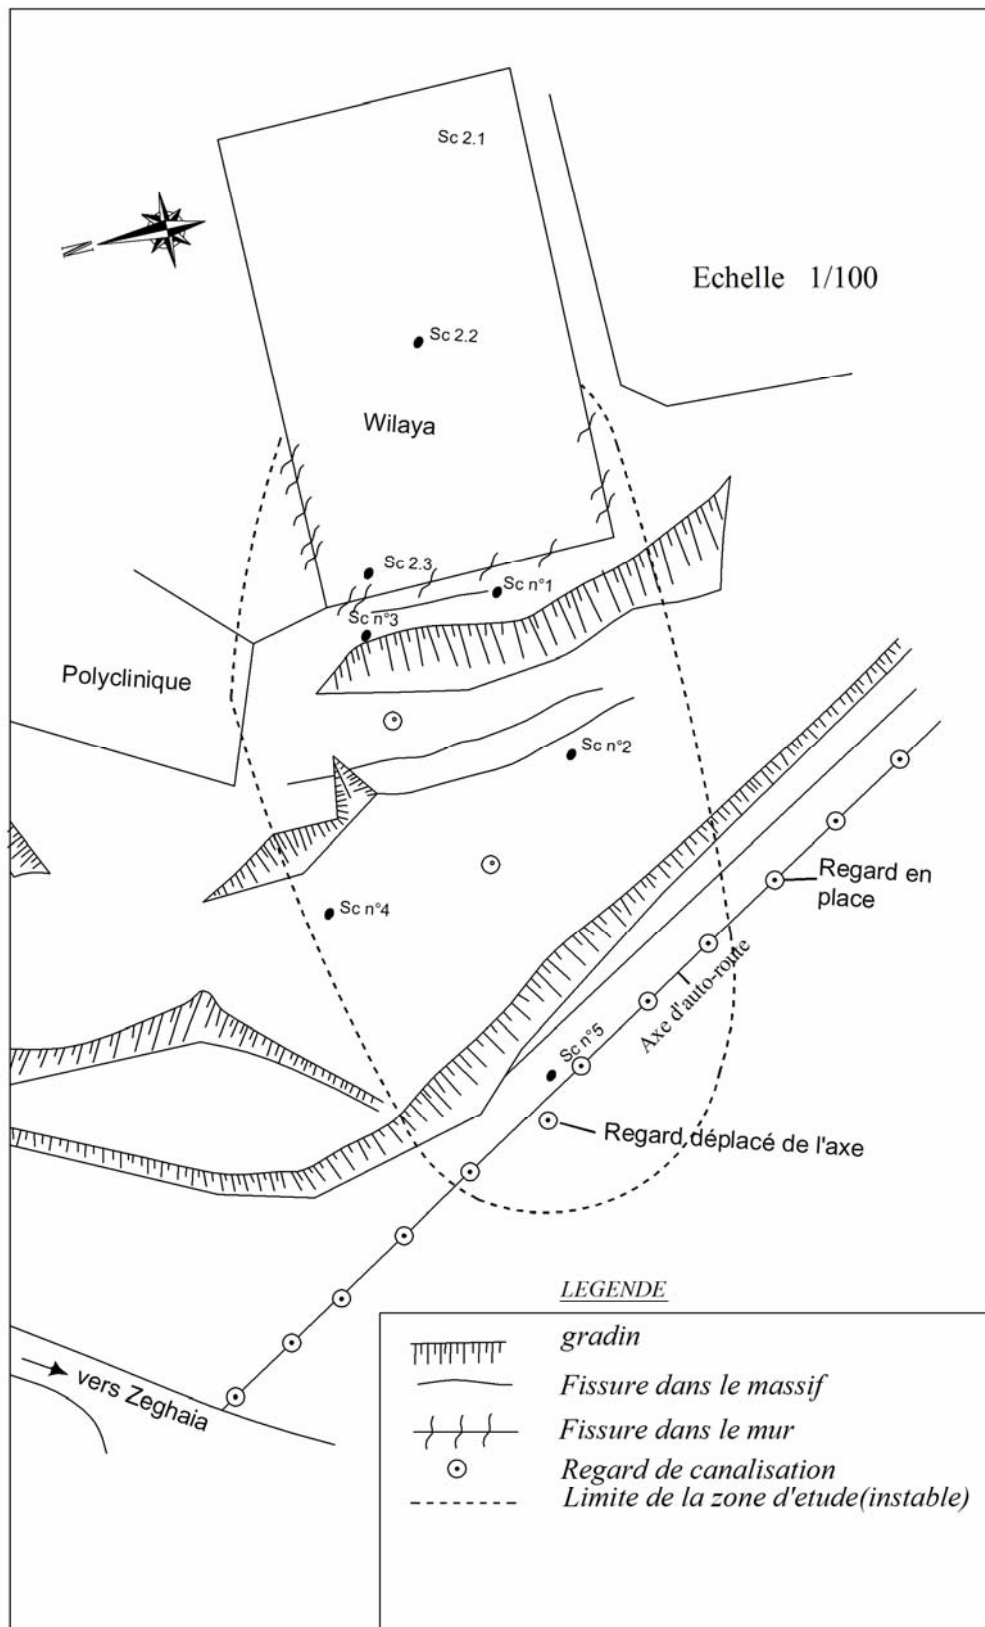 Sc 2.1
N
Echelle 1/100
Sc 2.2
Wilaya
Sc 2.3
Sc n°1
Sc n°3
Polyclinique
Sc n°2
Regard en
place
Sc n°4
Axe d'auto-route
Sc n°5
Regard déplacé de l'axe
vers Zeghaia
LEGENDE
gradin
Fissure dans le massif
Fissure dans le mur
Regard de canalisation
Limite de la zone d'etude(instable)